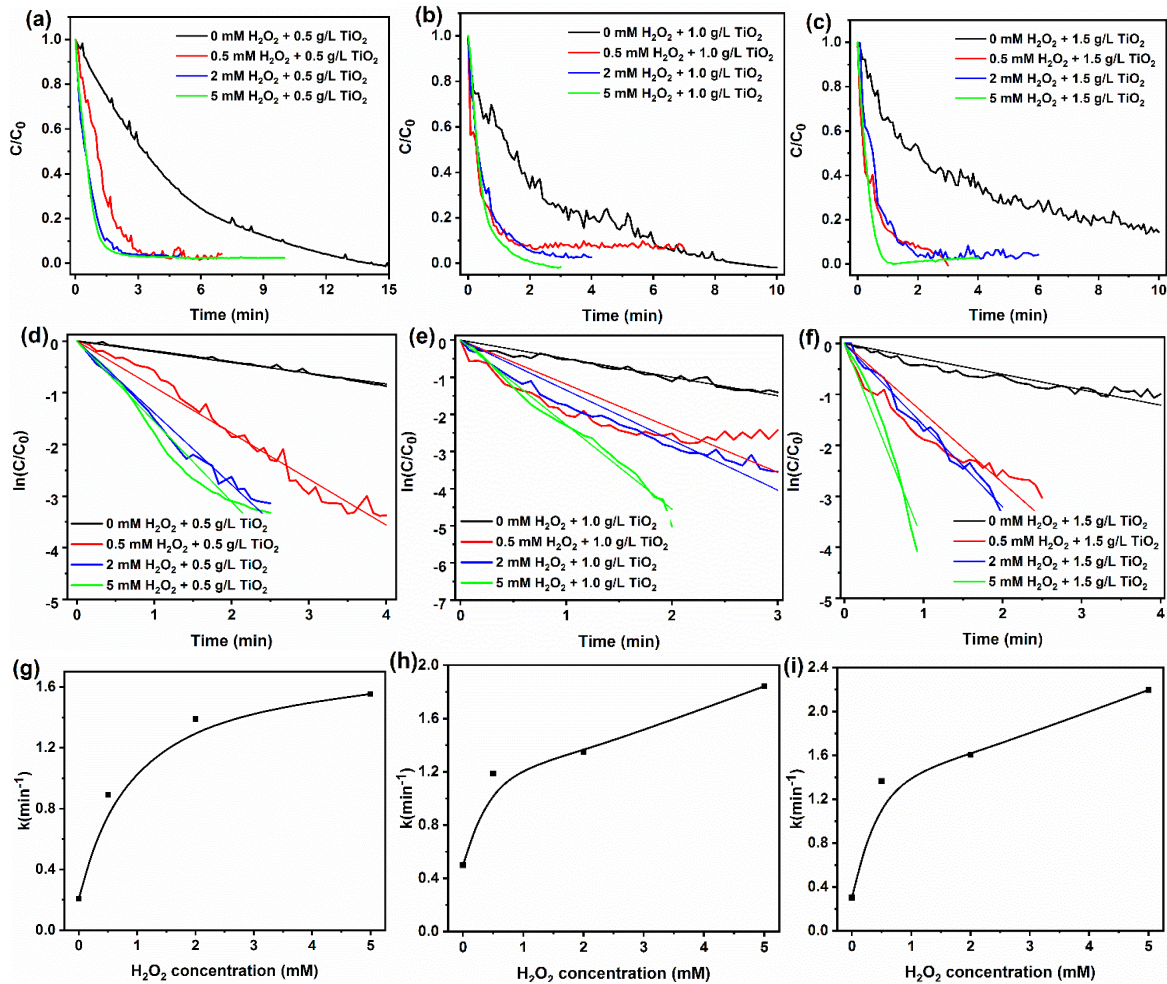 (a)
0 mM H₂O₂ + 0.5 g/L TiO₂
0.5 mM H₂O₂ + 0.5 g/L TiO₂
2 mM H₂O₂ + 0.5 g/L TiO₂
5 mM H₂O₂ + 0.5 g/L TiO₂
C/C₀
1.0
0.8
0.6
0.4
0.2
0.0
0 3 6 9 12 15
Time (min)
(b)
0 mM H₂O₂ + 1.0 g/L TiO₂
0.5 mM H₂O₂ + 1.0 g/L TiO₂
2 mM H₂O₂ + 1.0 g/L TiO₂
5 mM H₂O₂ + 1.0 g/L TiO₂
C/C₀
1.0
0.8
0.6
0.4
0.2
0.0
0 2 4 6 8 10
Time (min)
(c)
0 mM H₂O₂ + 1.5 g/L TiO₂
0.5 mM H₂O₂ + 1.5 g/L TiO₂
2 mM H₂O₂ + 1.5 g/L TiO₂
5 mM H₂O₂ + 1.5 g/L TiO₂
C/C₀
1.0
0.8
0.6
0.4
0.2
0.0
0 2 4 6 8 10
Time (min)
(d)
ln(C/C₀)
0
-1
-2
-3
-4
-5
0 mM H₂O₂ + 0.5 g/L TiO₂
0.5 mM H₂O₂ + 0.5 g/L TiO₂
2 mM H₂O₂ + 0.5 g/L TiO₂
5 mM H₂O₂ + 0.5 g/L TiO₂
0 1 2 3 4
Time (min)
(e)
ln(C/C₀)
0
-1
-2
-3
-4
-5
-6
-7
0 mM H₂O₂ + 1.0 g/L TiO₂
0.5 mM H₂O₂ + 1.0 g/L TiO₂
2 mM H₂O₂ + 1.0 g/L TiO₂
5 mM H₂O₂ + 1.0 g/L TiO₂
0 1 2 3
Time (min)
(f)
ln(C/C₀)
0
-1
-2
-3
-4
-5
0 mM H₂O₂ + 1.5 g/L TiO₂
0.5 mM H₂O₂ + 1.5 g/L TiO₂
2 mM H₂O₂ + 1.5 g/L TiO₂
5 mM H₂O₂ + 1.5 g/L TiO₂
0 1 2 3 4
Time (min)
(g)
k(min⁻¹)
1.6
1.2
0.8
0.4
0.0
0 1 2 3 4 5
H₂O₂ concentration (mM)
(h)
k(min⁻¹)
2.0
1.6
1.2
0.8
0.4
0.0
0 1 2 3 4 5
H₂O₂ concentration (mM)
(i)
k(min⁻¹)
2.4
2.1
1.8
1.5
1.2
0.9
0.6
0.3
0.0
0 1 2 3 4 5
H₂O₂ concentration (mM)